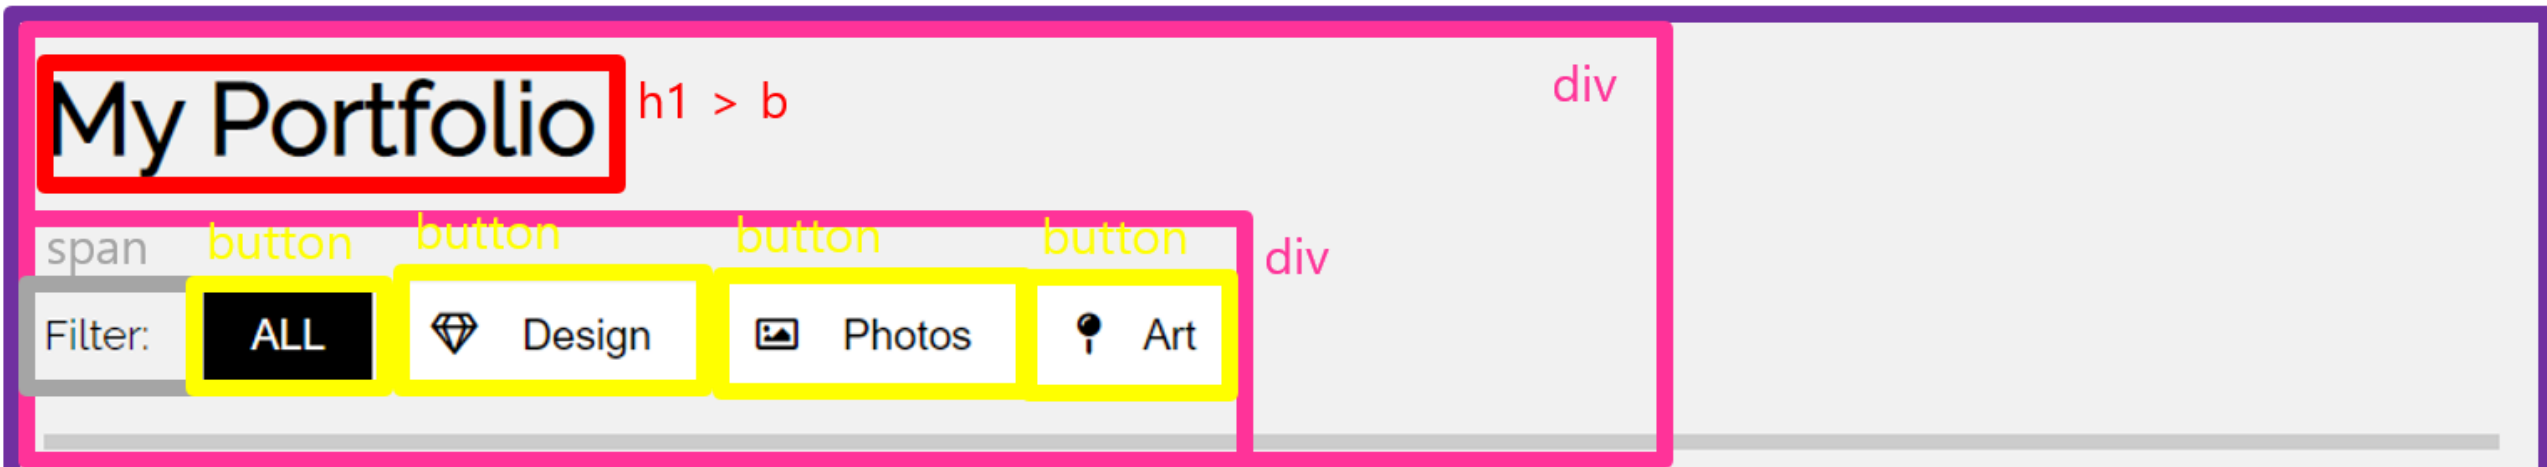 div
My Portfolio h1 > b
span button button button button div
Filter: ALL Design Photos Art